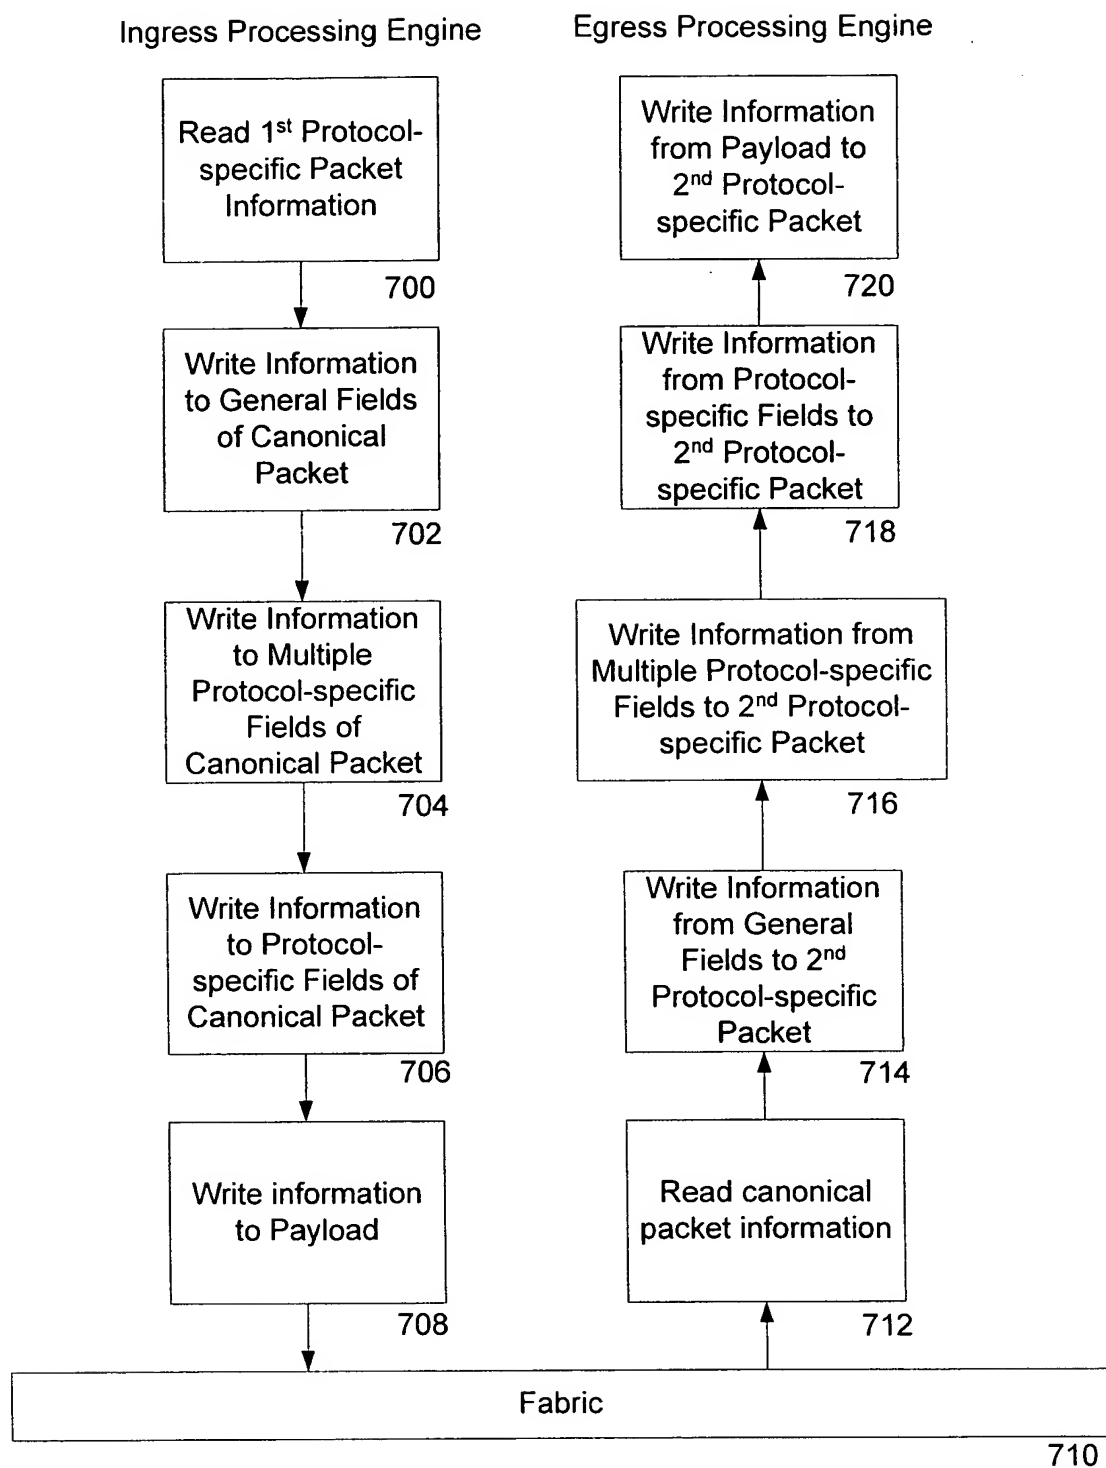 Ingress Processing Engine
Read 1st Protocol-
specific Packet
Information
700
Write Information
to General Fields
of Canonical
Packet
702
Write Information
to Multiple
Protocol-specific
Fields of
Canonical Packet
704
Write Information
to Protocol-
specific Fields of
Canonical Packet
706
Write information
to Payload
708
Egress Processing Engine
Write Information
from Payload to
2nd Protocol-
specific Packet
720
Write Information
from Protocol-
specific Fields to
2nd Protocol-
specific Packet
718
Write Information from
Multiple Protocol-specific
Fields to 2nd Protocol-
specific Packet
716
Write Information
from General
Fields to 2nd
Protocol-specific
Packet
714
Read canonical
packet information
712
Fabric
710